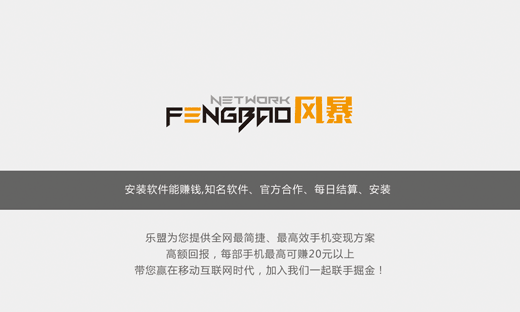 NETWORK
FENGBAO风暴
安装软件能赚钱,知名软件、官方合作、每日结算、安装
乐盟为您提供全网最简捷、最高效手机变现方案
高额回报，每部手机最高可赚20元以上
带您赢在移动互联网时代，加入我们一起联手掘金！